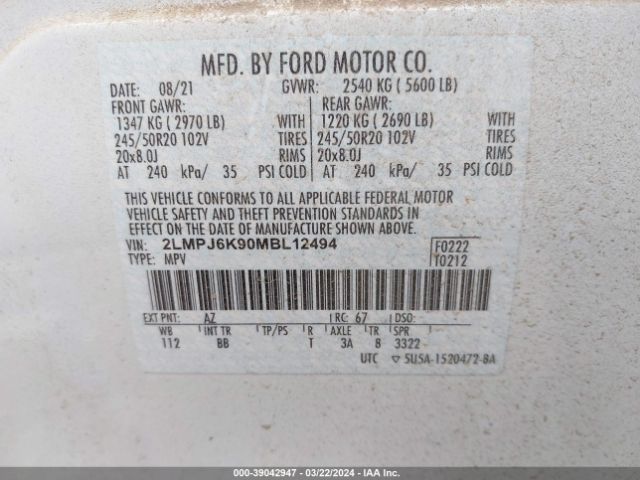 MFD. BY FORD MOTOR CO.
DATE: 08/21 GVWR: 2540 KG ( 5600 LB)
FRONT GAWR: REAR GAWR:
1347 KG ( 2970 LB) WITH 1220 KG ( 2690 LB) WITH
245/50R20 102V TIRES 245/50R20 102V TIRES
20x8.0J RIMS 20x8.0J RIMS
AT 240 kPa/ 35 PSI COLD AT 240 kPa/ 35 PSI COLD
THIS VEHICLE CONFORMS TO ALL APPLICABLE FEDERAL MOTOR
VEHICLE SAFETY AND THEFT PREVENTION STANDARDS IN
EFFECT ON THE DATE OF MANUFACTURE SHOWN ABOVE.
VIN: 2LMPJ6K90MBL12494 F0222
TYPE: MPV T0212
EXT PNT: AZ RC: 67 DSO:
WB INT TR TP/PS R AXLE TR SPR
112 BB T 3A 8 3322
UTC ▽ 5U5A-1520472-BA
000-39042947 - 03/22/2024 - IAA Inc.